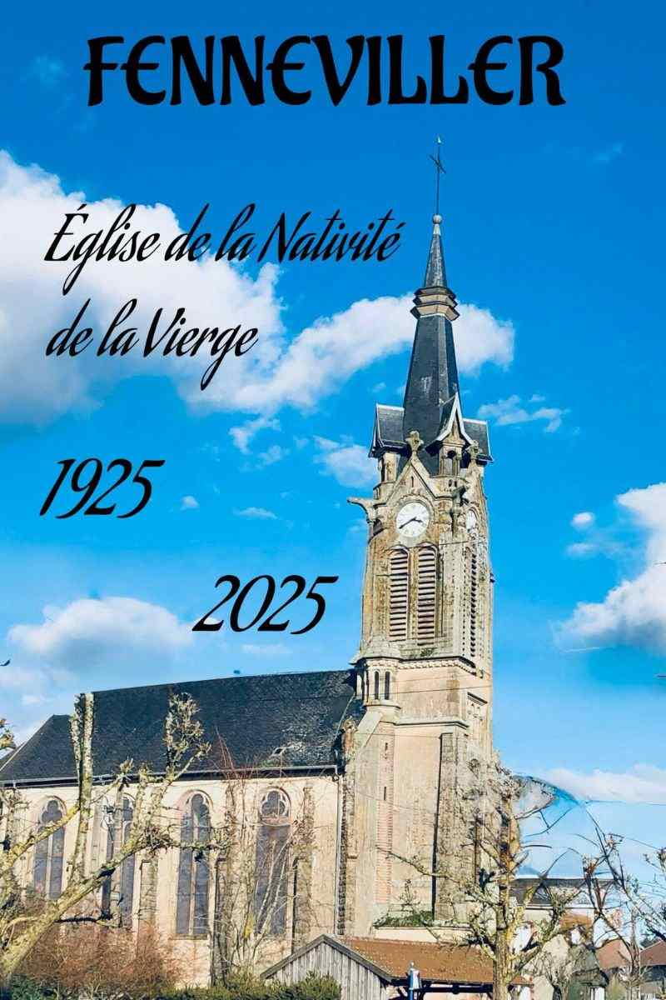 FENNEVILLER
Église de la Nativité
de la Vierge
1925
2025